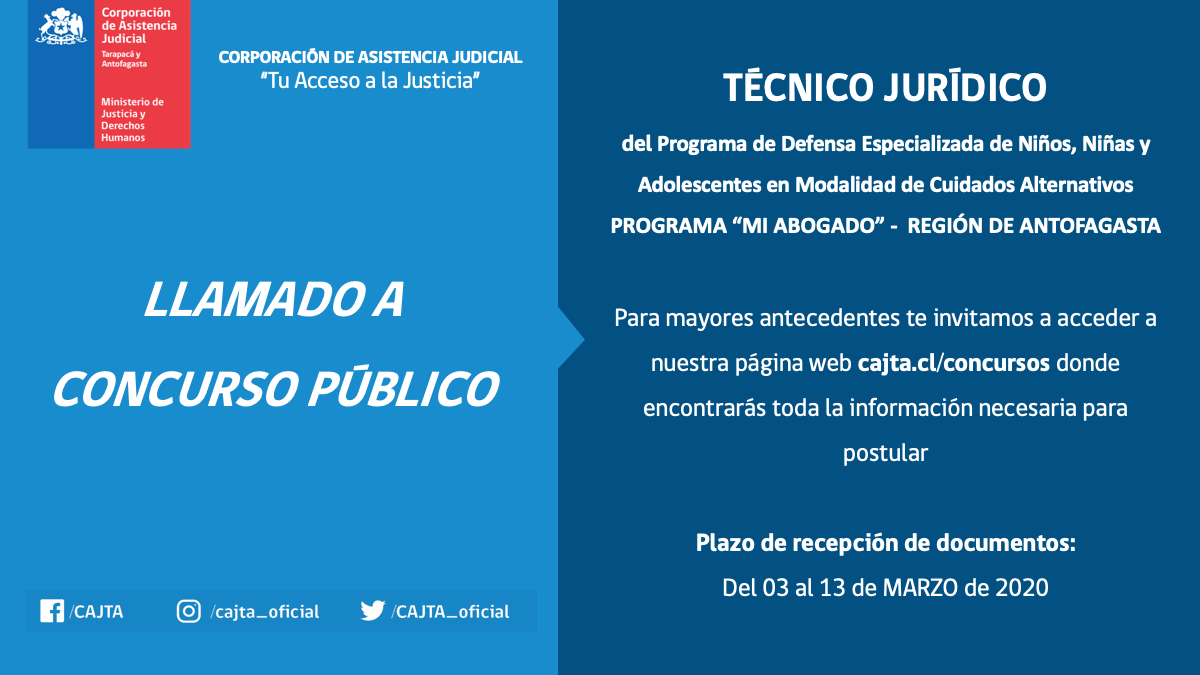 Corporación
de Asistencia
Judicial
Tarapacá y
Antofagasta
Ministerio de
Justicia y
Derechos
Humanos
CORPORACIÓN DE ASISTENCIA JUDICIAL
“Tu Acceso a la Justicia”
LLAMADO A
CONCURSO PÚBLICO
/CAJTA
/cajta_oficial
/CAJTA_oficial
TÉCNICO JURÍDICO
del Programa de Defensa Especializada de Niños, Niñas y
Adolescentes en Modalidad de Cuidados Alternativos
PROGRAMA “MI ABOGADO” - REGIÓN DE ANTOFAGASTA
Para mayores antecedentes te invitamos a acceder a
nuestra página web cajta.cl/concursos donde
encontrarás toda la información necesaria para
postular
Plazo de recepción de documentos:
Del 03 al 13 de MARZO de 2020